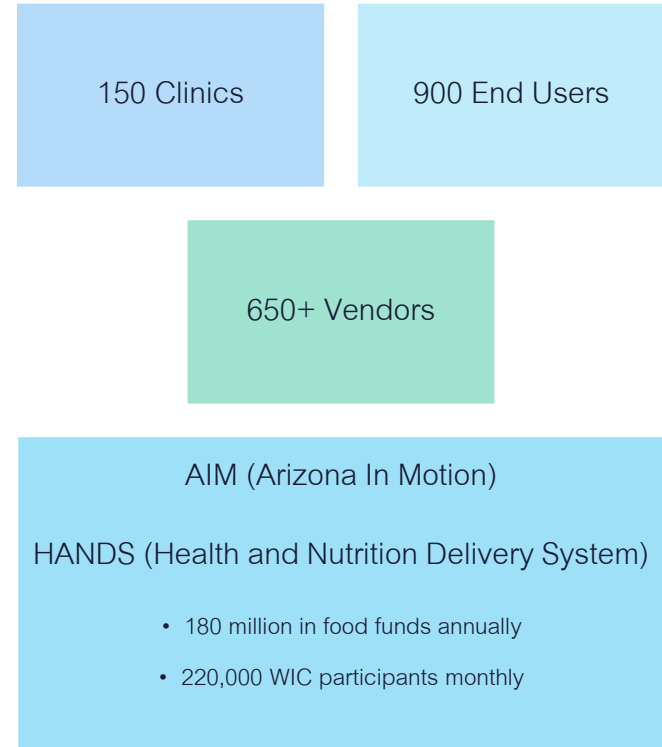 150 Clinics
900 End Users
650+ Vendors
AIM (Arizona In Motion)
HANDS (Health and Nutrition Delivery System)
• 180 million in food funds annually
• 220,000 WIC participants monthly